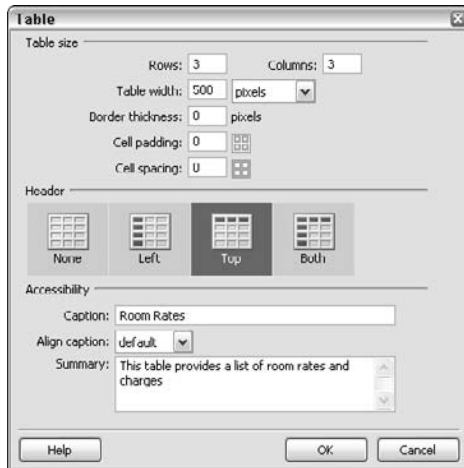 Table
Table size
Rows: 3 Columns: 3
Table width: 500 pixels
Border thickness: 0 pixels
Cell padding: 0
Cell spacing: 0
Header
None Left Top Both
Accessibility
Caption: Room Rates
Align caption: default
Summary: This table provides a list of room rates and
charges
Help OK Cancel